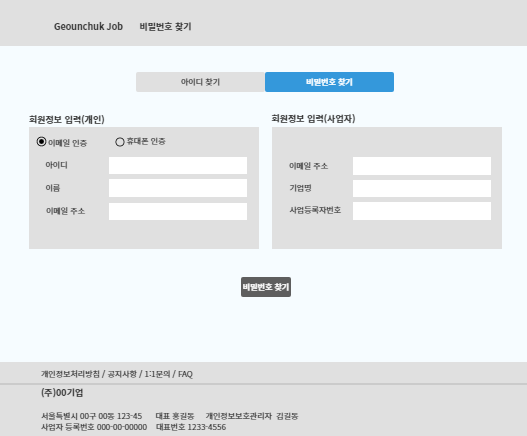 Geounchuk Job 비밀번호 찾기
아이디 찾기 비밀번호 찾기
회원정보 입력(개인)
이메일 인증 휴대폰 인증
아이디
이름
이메일 주소
회원정보 입력(사업자)
이메일 주소
기업명
사업등록자번호
비밀번호 찾기
개인정보처리방침 / 공지사항 / 1:1문의 / FAQ
(주)00기업
서울특별시 00구 00동 123-45 대표 홍길동 개인정보보호관리자 김길동
사업자 등록번호 000-00-00000 대표번호 1233-4556